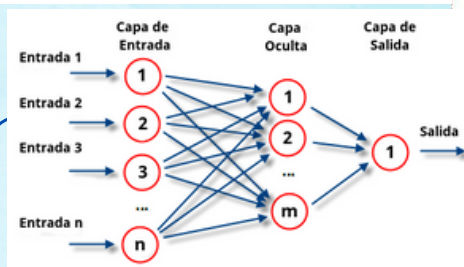 Capa de
Entrada
Capa
Oculta
Capa de
Salida
Entrada 1
1
Entrada 2
2
1
Entrada 3
3
2
1
Salida
...
...
Entrada n
n
m